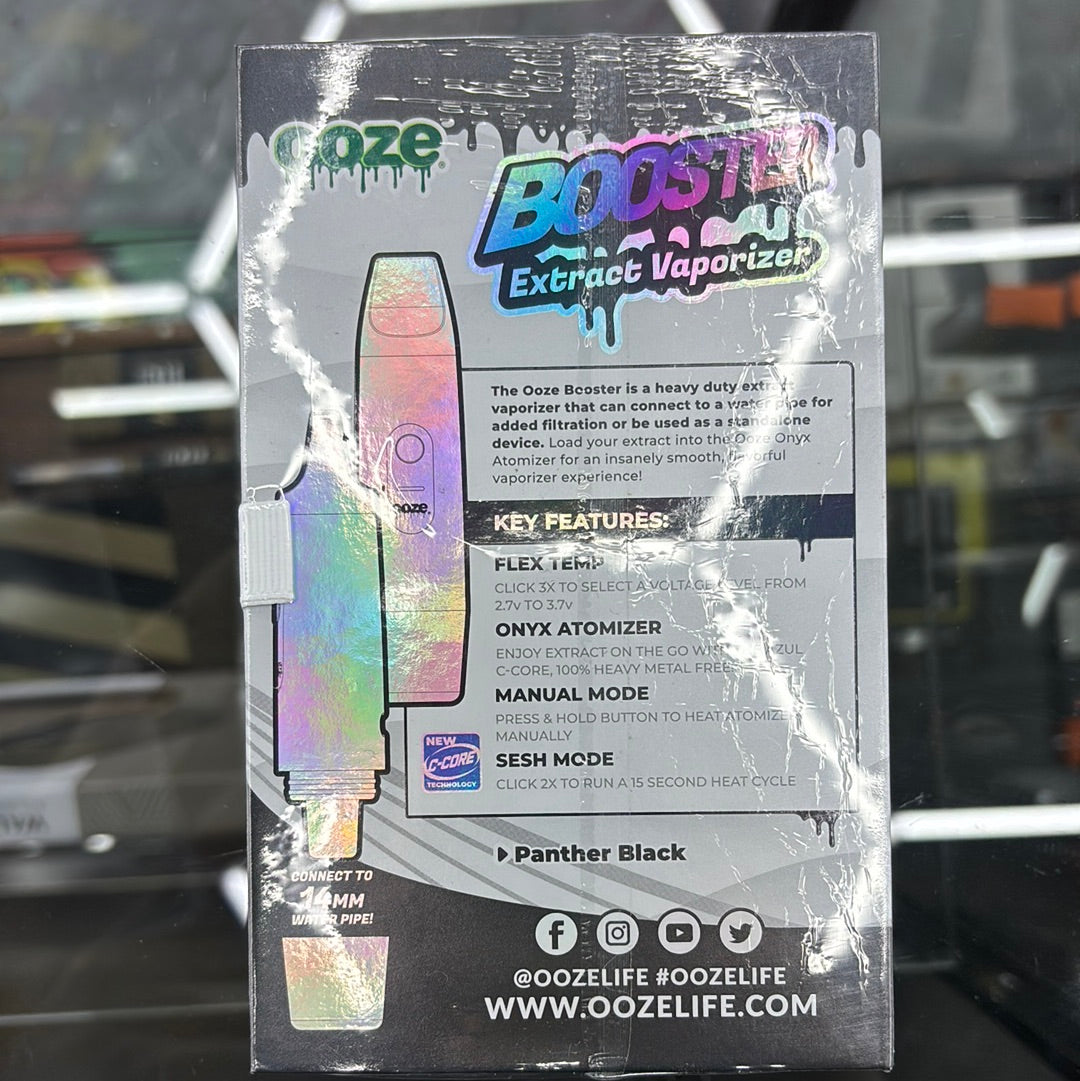 ooze
BOOSTER
Extract Vaporizer
The Ooze Booster is a heavy duty extract
vaporizer that can connect to a water pipe for
added filtration or be used as a standalone
device. Load your extract into the Ooze Onyx
Atomizer for an insanely smooth, flavorful
vaporizer experience!
KEY FEATURES:
FLEX TEMP
CLICK 3X TO SELECT A VOLTAGE LEVEL FROM
2.7v TO 3.7v
ONYX ATOMIZER
ENJOY EXTRACT ON THE GO ZUL
C-CORE, 100% HEAVY METAL FREE
MANUAL MODE
PRESS & HOLD BUTTON TO HEAT ATOMIZER
MANUALLY
SESH MODE
CLICK 2X TO RUN A 15 SECOND HEAT CYCLE
ooze.
NEW
C-CORE
TECHNOLOGY
Panther Black
CONNECT TO
14MM
WATER PIPE!
@OOZELIFE #OOZELIFE
WWW.OOZELIFE.COM